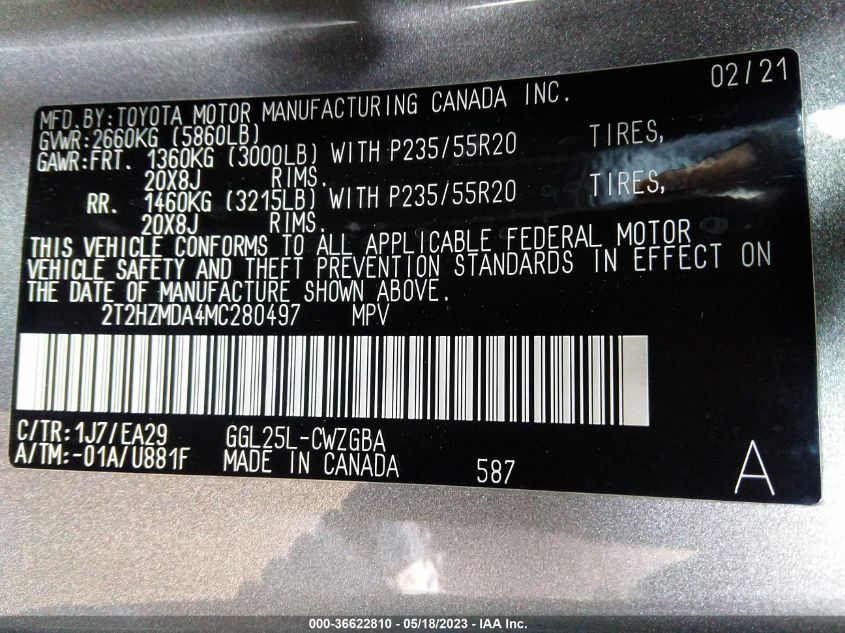 02/21
MFD.BY:TOYOTA MOTOR MANUFACTURING CANADA INC.
GVWR:2660KG (5860LB)
GAWR:FRT. 1360KG (3000LB) WITH P235/55R20 TIRES,
20X8J RIMS.
RR. 1460KG (3215LB) WITH P235/55R20 TIRES,
20X8J RIMS.
THIS VEHICLE CONFORMS TO ALL APPLICABLE FEDERAL MOTOR
VEHICLE SAFETY AND THEFT PREVENTION STANDARDS IN EFFECT ON
THE DATE OF MANUFACTURE SHOWN ABOVE.
2T2HZMDA4MC280497 MPV
C/TR:1J7/EA29 GGL25L-CWZGBA
A/TM:-01A/U881F MADE IN CANADA 587 A
000-36622810 - 05/18/2023 - IAA Inc.